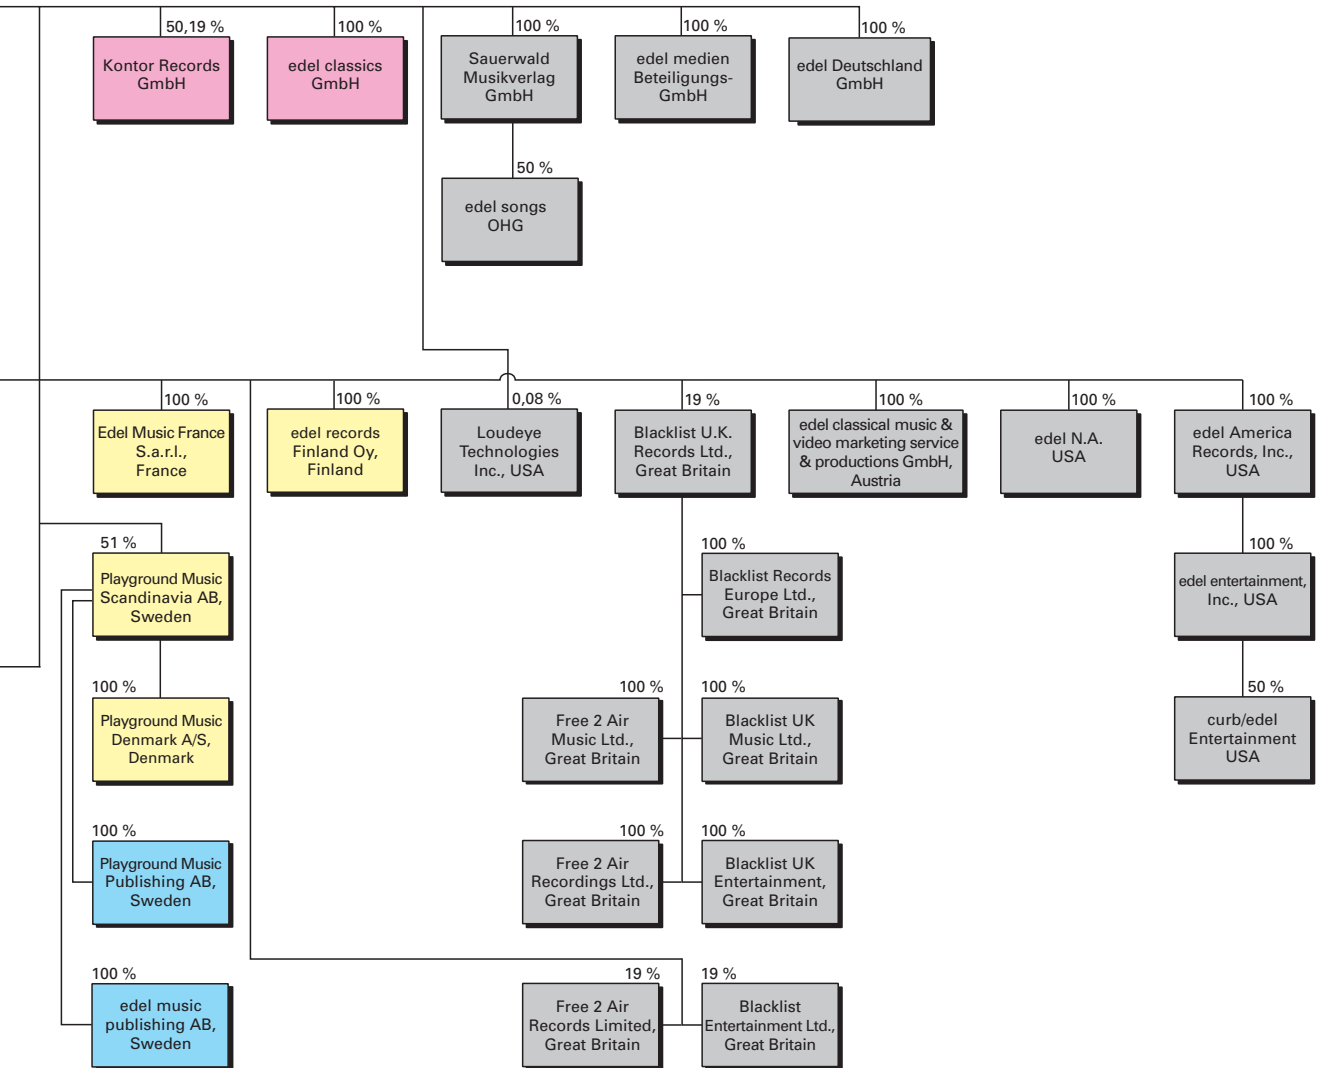 50,19 %
Kontor Records
GmbH
100 %
edel classics
GmbH
100 %
Sauerwald
Musikverlag
GmbH
100 %
edel medien
Beteiligungs-
GmbH
100 %
edel Deutschland
GmbH
50 %
edel songs
OHG
100 %
Edel Music France
S.a.r.l.,
France
100 %
edel records
Finland Oy,
Finland
0,08 %
Loudeye
Technologies
Inc., USA
19 %
Blacklist U.K.
Records Ltd.,
Great Britain
100 %
edel classical music &
video marketing service
& productions GmbH,
Austria
100 %
edel N.A.
USA
100 %
edel America
Records, Inc.,
USA
51 %
Playground Music
Scandinavia AB,
Sweden
100 %
Blacklist Records
Europe Ltd.,
Great Britain
100 %
edel entertainment,
Inc., USA
100 %
Playground Music
Denmark A/S,
Denmark
100 %
Free 2 Air
Music Ltd.,
Great Britain
100 %
Blacklist UK
Music Ltd.,
Great Britain
50 %
curb/edel
Entertainment
USA
100 %
Playground Music
Publishing AB,
Sweden
100 %
Free 2 Air
Recordings Ltd.,
Great Britain
100 %
Blacklist UK
Entertainment,
Great Britain
100 %
edel music
publishing AB,
Sweden
19 %
Free 2 Air
Records Limited,
Great Britain
19 %
Blacklist
Entertainment Ltd.,
Great Britain